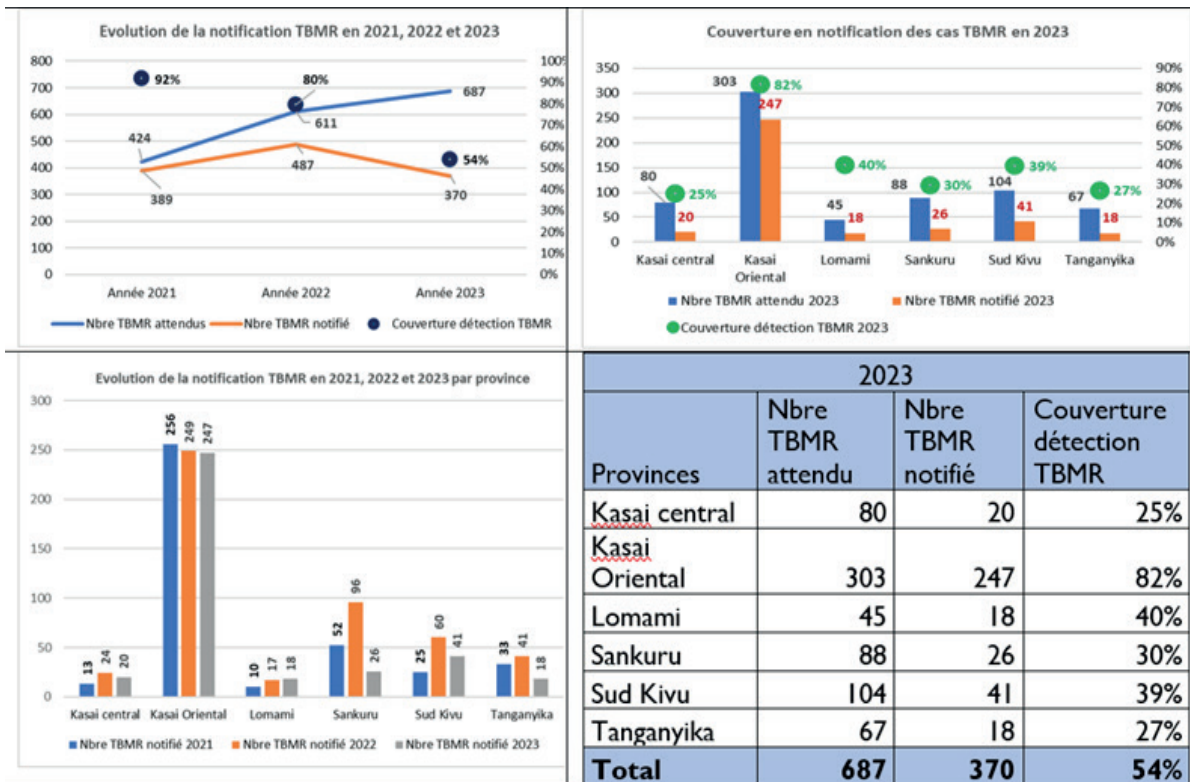 Evolution de la notification TBMR en 2021, 2022 et 2023
800
700
600
500
400
300
200
100
0
100%
90%
80%
70%
60%
50%
40%
30%
20%
10%
0%
92%
80%
687
424
611
54%
389
487
370
Année 2021 Année 2022 Année 2023
Nbre TBMR attendus Nbre TBMR notifié Couverture détection TBMR
Couverture en notification des cas TBMR en 2023
350
300
250
200
150
100
50
0
90%
80%
70%
60%
50%
40%
30%
20%
10%
0%
303 82%
247
80 25% 20
45 40% 18
88 30% 26
104 39% 41
67 27% 18
Kasai central Kasai Oriental Lomami Sankuru Sud Kivu Tanganyika
Nbre TBMR attendu 2023 Nbre TBMR notifié 2023
Couverture détection TBMR 2023
Evolution de la notification TBMR en 2021, 2022 et 2023 par province
300
250
200
150
100
50
0
13 24 20
256 249 247
10 17 18
52 96 26
25 60 41
33 41 18
Kasai central Kasai Oriental Lomami Sankuru Sud Kivu Tanganyika
Nbre TBMR notifié 2021 Nbre TBMR notifié 2022 Nbre TBMR notifié 2023
2023
Provinces Nbre TBMR attendu Nbre TBMR notifié Couverture détection TBMR
Kasai central 80 20 25%
Kasai Oriental 303 247 82%
Lomami 45 18 40%
Sankuru 88 26 30%
Sud Kivu 104 41 39%
Tanganyika 67 18 27%
Total 687 370 54%